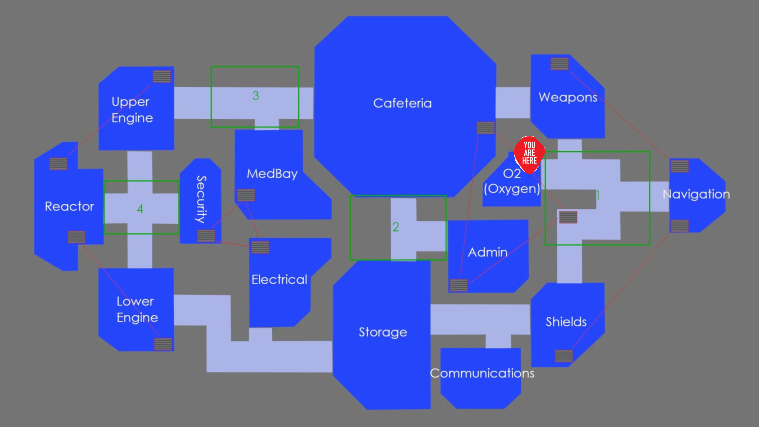 Cafeteria
Weapons
3
Upper
Engine
YOU
ARE
HERE
MedBay
O2
(Oxygen)
Security
Reactor
4
2
1
Navigation
Admin
Electrical
Lower
Engine
Storage
Shields
Communications